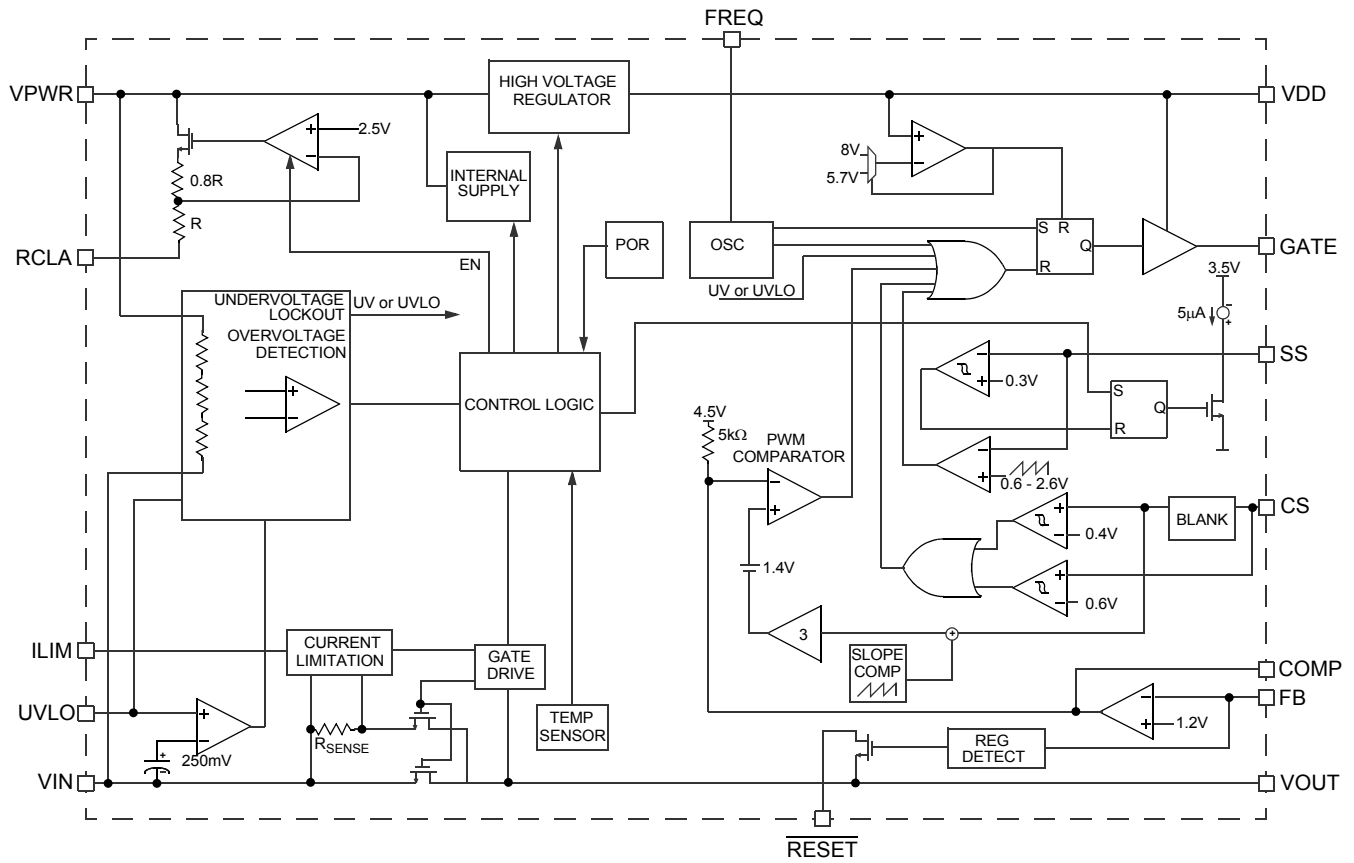 FREQ
VPWR
HIGH VOLTAGE
REGULATOR
VDD
+
2.5V
−
+
−
8V
5.7V
0.8R
INTERNAL
SUPPLY
R
RCLA
EN
POR
OSC
S R
Q
R
GATE
UV or UVLO
3.5V
UNDERVOLTAGE
LOCKOUT
UV or UVLO
5µA
−
+
OVERVOLTAGE
DETECTION
−
+
0.3V
SS
+
−
CONTROL LOGIC
S
Q
R
4.5V
5kΩ
PWM
COMPARATOR
−
+
0.6 - 2.6V
−
+
+
−
0.4V
BLANK
CS
1.4V
+
−
0.6V
3
+
ILIM
CURRENT
LIMITATION
GATE
DRIVE
SLOPE
COMP
COMP
FB
UVLO
+
−
+
−
250mV
RSENSE
TEMP
SENSOR
−
+
1.2V
REG
DETECT
VIN
VOUT
RESET